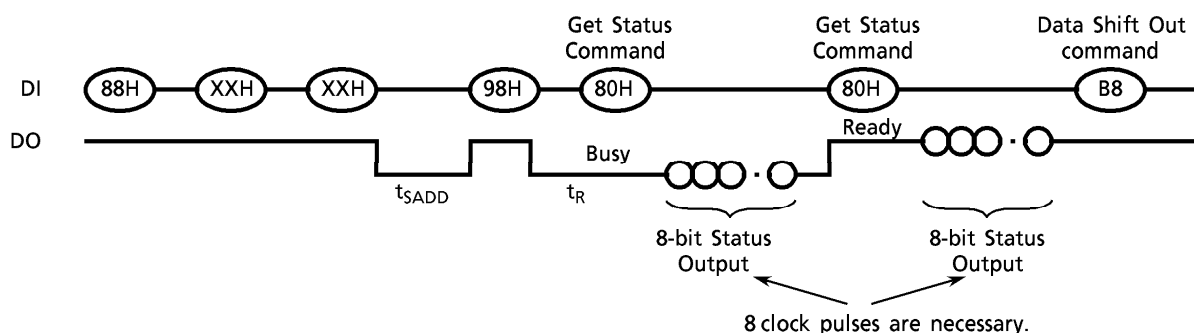 Get Status Command
Get Status Command
Data Shift Out command
DI 88H XXH XXH 98H 80H 80H B8
DO Busy Ready
tSADD tR
8-bit Status Output
8-bit Status Output
8 clock pulses are necessary.